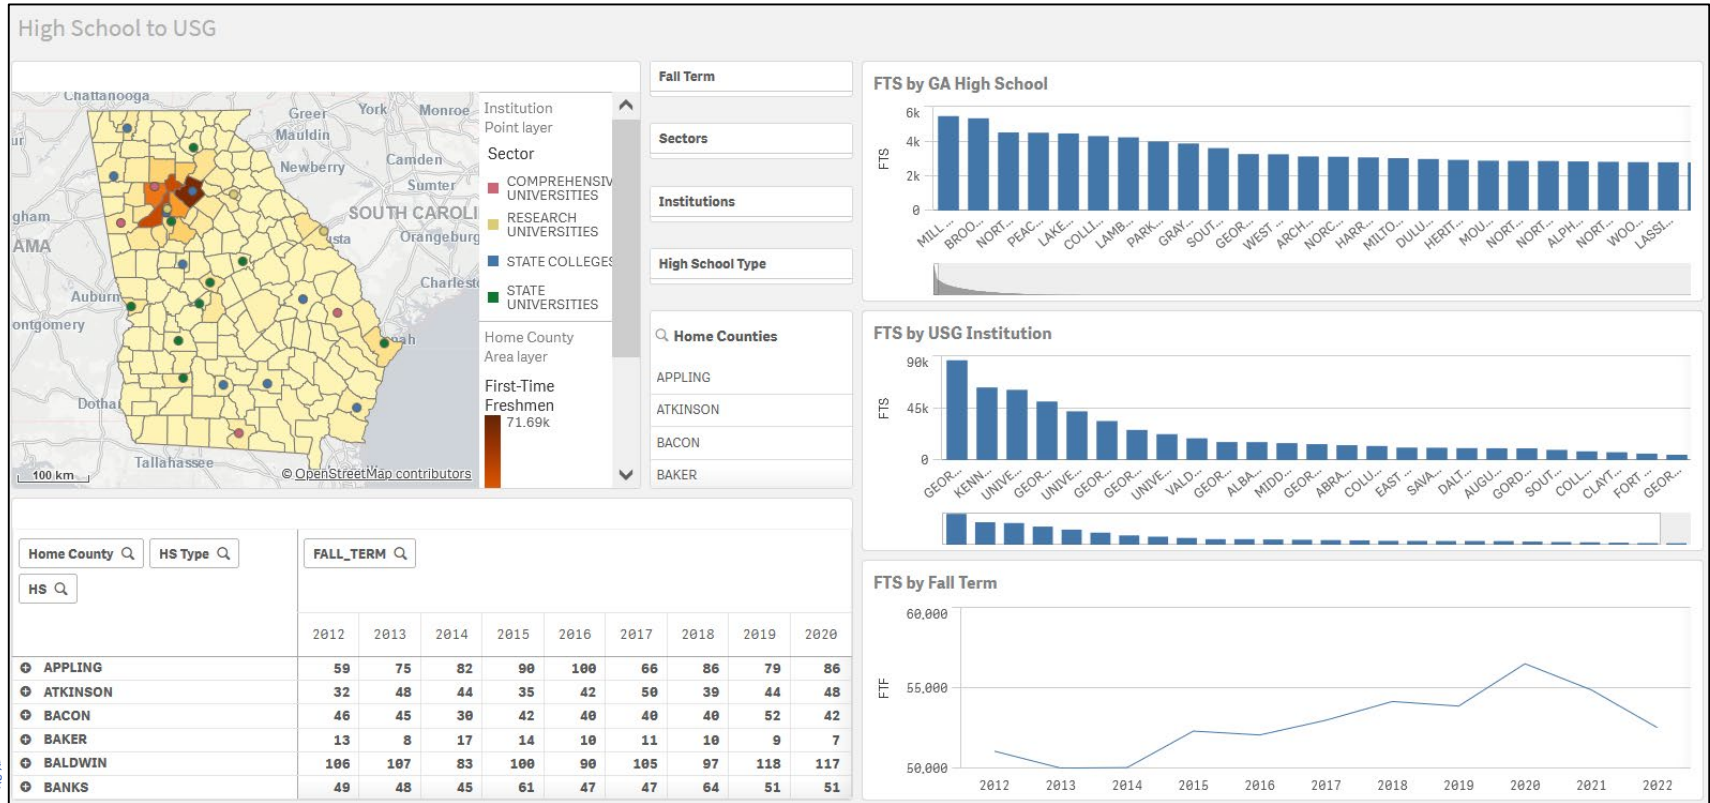 High School to USG
Chattanooga
Greer
York
Monroe
Mauldin
Newberry
Camden
Sumter
gham
SOUTH CAROLI
AMA
usta
Orangeburg
Auburn
Charlest
ontgomery
nah
Dothan
Tallahassee
100 km
© OpenStreetMap contributors
Institution
Point layer
Sector
COMPREHENSIV
UNIVERSITIES
RESEARCH
UNIVERSITIES
STATE COLLEGES
STATE
UNIVERSITIES
Home County
Area layer
First-Time
Freshmen
71.69k
Fall Term
Sectors
Institutions
High School Type
Home Counties
APPLING
ATKINSON
BACON
BAKER
FTS by GA High School
6k
4k
2k
0
FTS
MILL ... BROO... NORT... PEAC... LAKE... COLLI... LAMB... PARK... GRAY... SOUT... GEOR... WEST ... ARCH... NORC... HARR... MILTO... DULU... HERIT... MOU... NORT... NORT... ALPH... NORT... WOO... LASSI...
FTS by USG Institution
90k
45k
0
FTS
GEOR... KENN... UNIVE... GEOR... UNIVE... GEOR... GEOR... UNIVE... VALD... GEOR... ALBA... MIDD... GEOR... ABRA... COLU... EAST ... SAVA... DALT... AUGU... GORD... SOUT... COLL... CLAYT... FORT ... GEOR...
Home County HS Type FALL_TERM
HS
2012 2013 2014 2015 2016 2017 2018 2019 2020
APPLING 59 75 82 90 100 66 86 79 86
ATKINSON 32 48 44 35 42 50 39 44 48
BACON 46 45 30 42 40 40 40 52 42
BAKER 13 8 17 14 10 11 10 9 7
BALDWIN 106 107 83 100 90 105 97 118 117
BANKS 49 48 45 61 47 47 64 51 51
FTS by Fall Term
60,000
55,000
50,000
FTF
2012 2013 2014 2015 2016 2017 2018 2019 2020 2021 2022